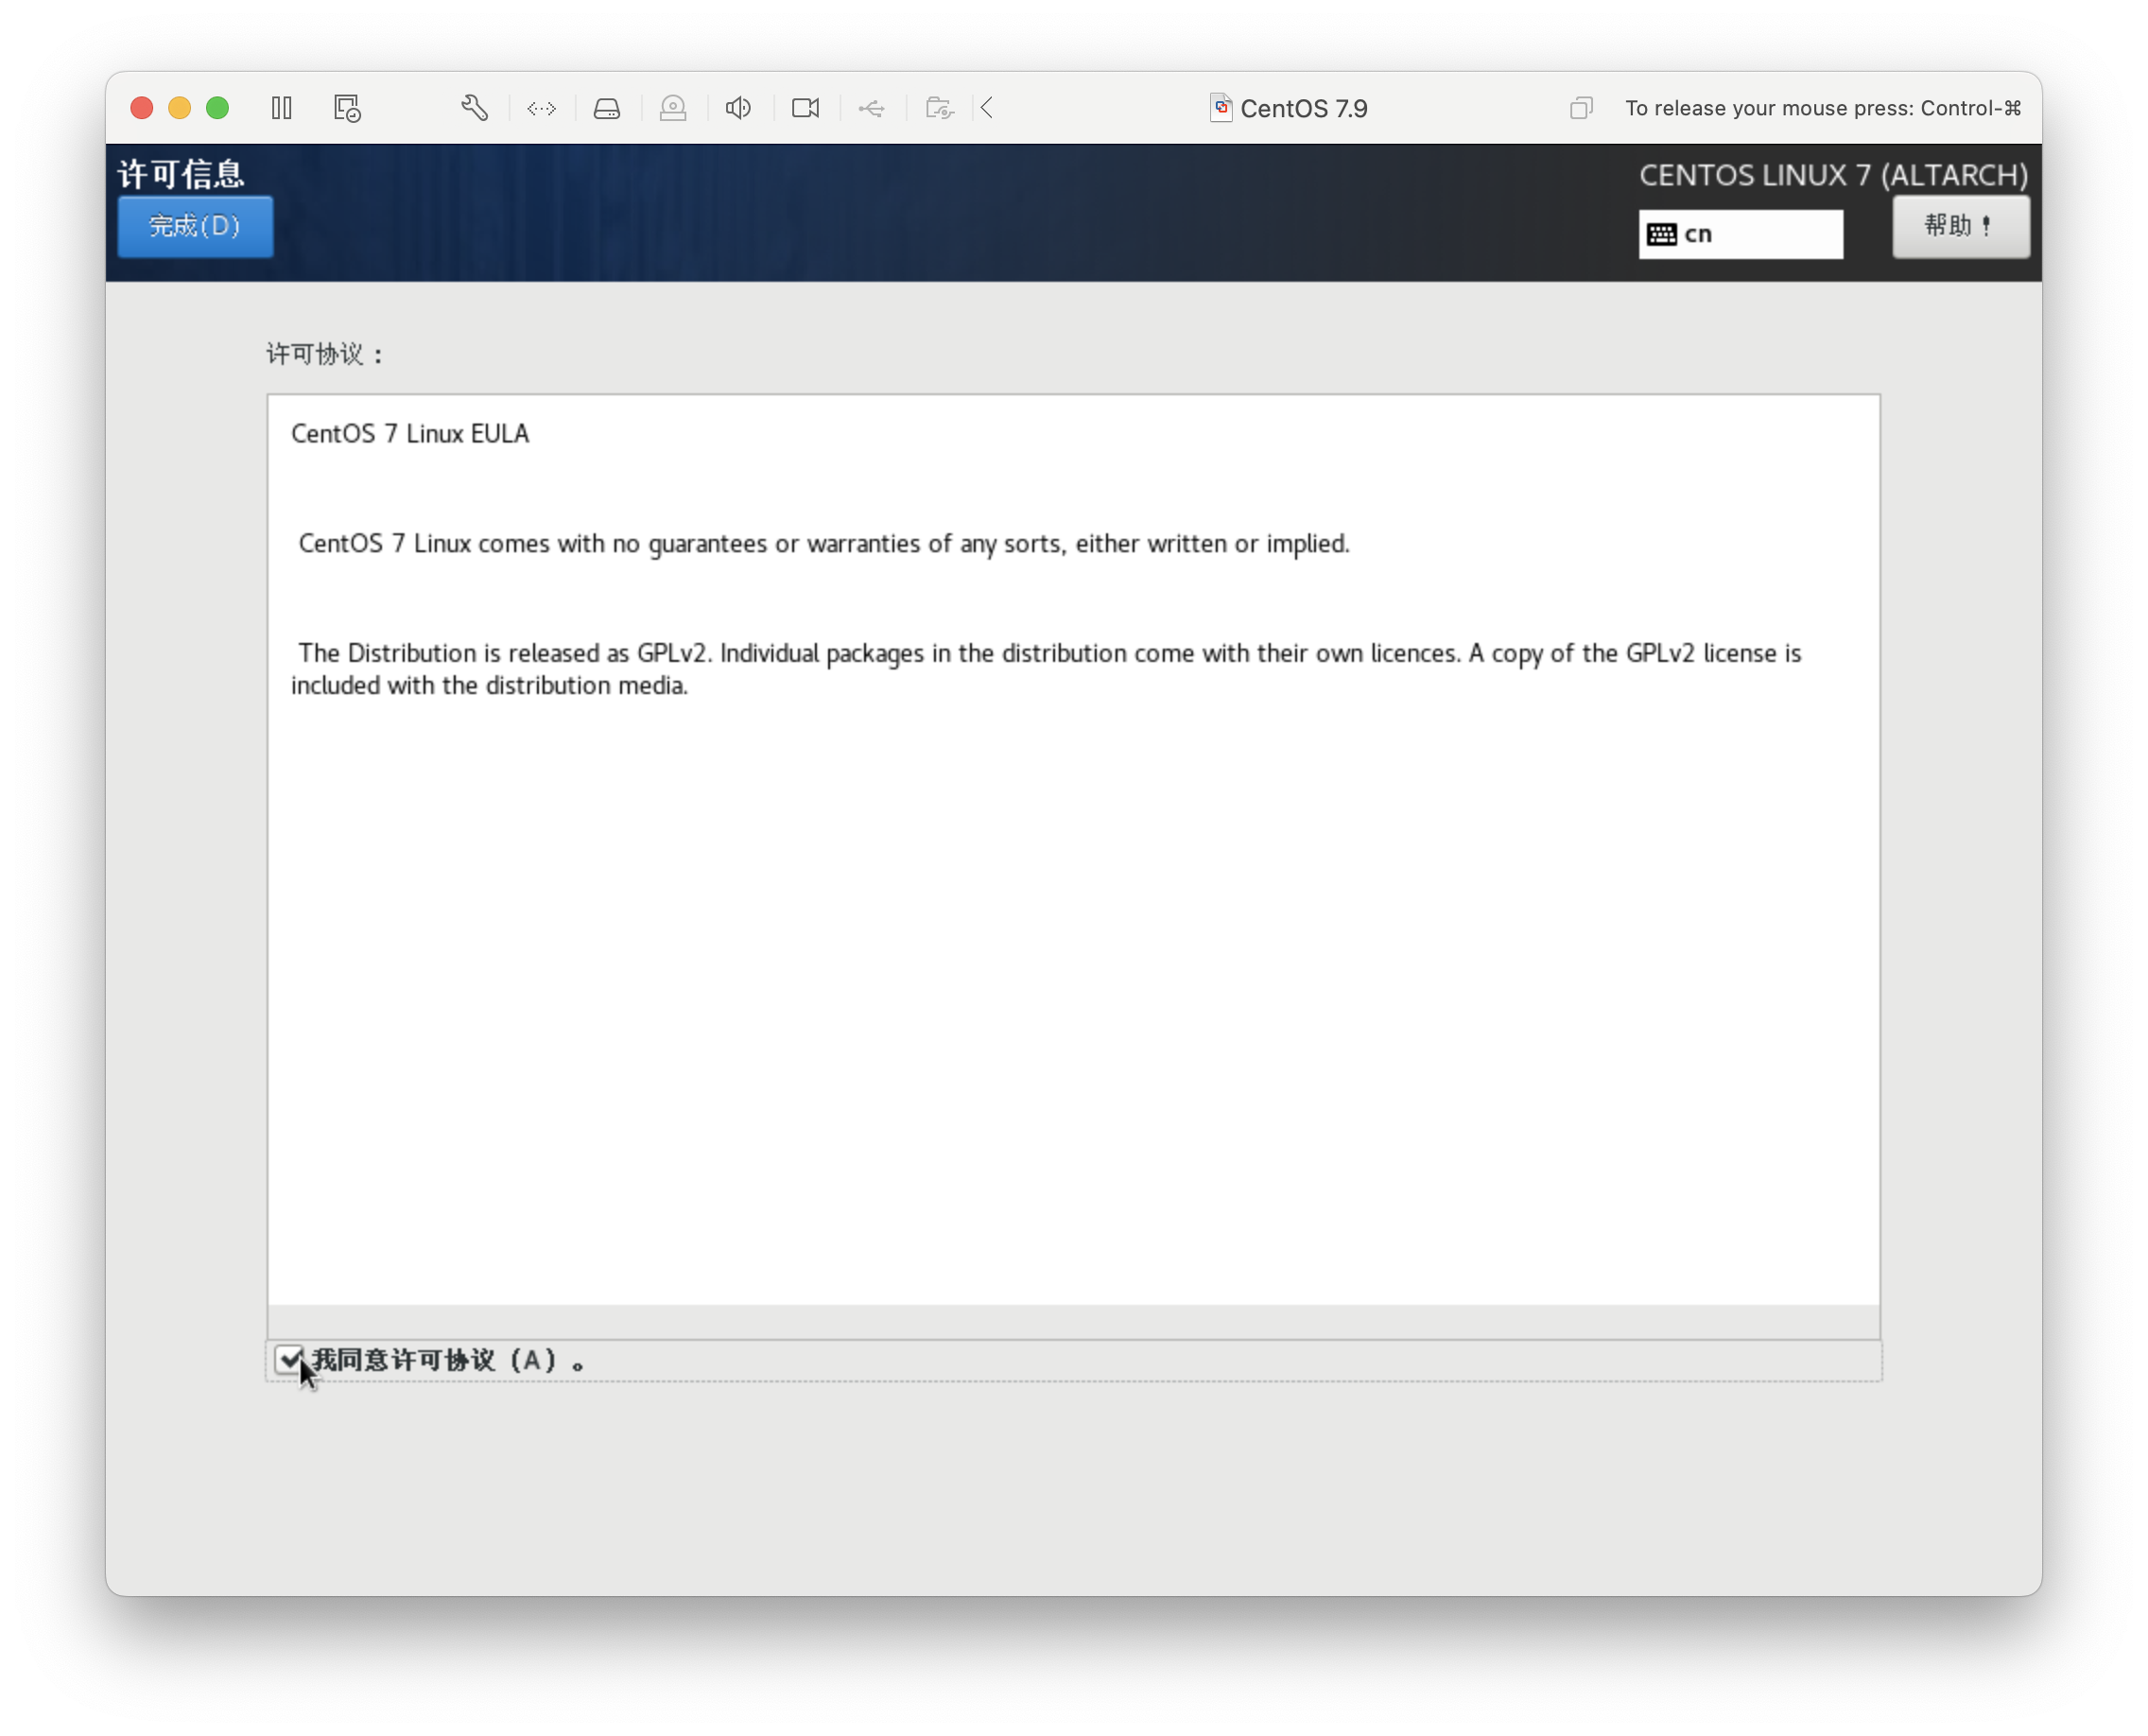 CentOS 7.9
To release your mouse press: Control-⌘
许可信息
CENTOS LINUX 7 (ALTARCH)
完成(D)
cn
帮助！
许可协议：
CentOS 7 Linux EULA
CentOS 7 Linux comes with no guarantees or warranties of any sorts, either written or implied.
The Distribution is released as GPLv2. Individual packages in the distribution come with their own licences. A copy of the GPLv2 license is
included with the distribution media.
我同意许可协议（A）。